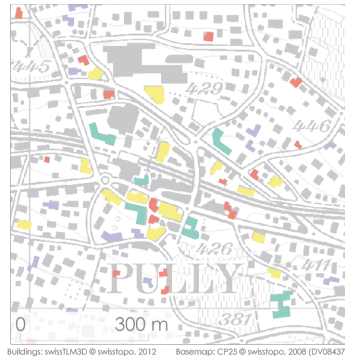 445
429
446
426
411
PULLY
381
0 300 m
Buildings: swissTLM3D © swisstopo, 2012 Basemap: CP25 © swisstopo, 2008 (DV08437